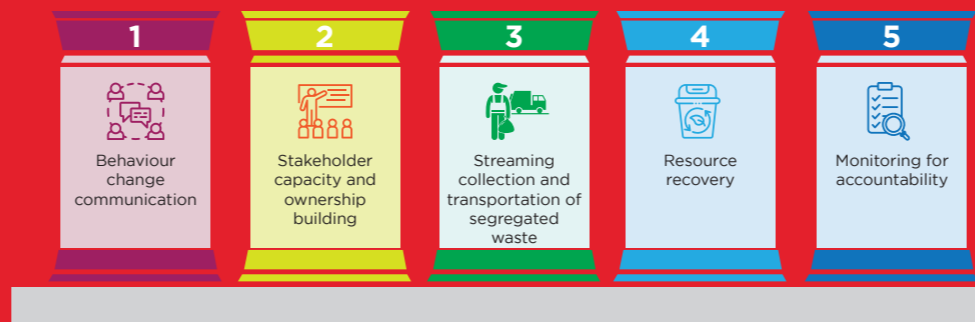 1
Behaviour
change
communication
2
Stakeholder
capacity and
ownership
building
3
Streaming
collection and
transportation of
segregated
waste
4
Resource
recovery
5
Monitoring for
accountability